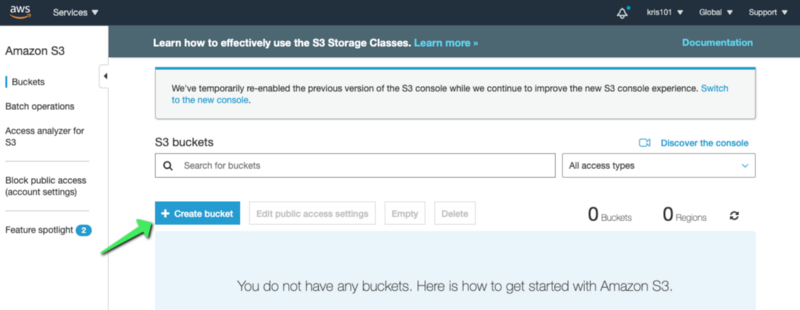 aws Services kris101 Global Support
Amazon S3
Buckets
Batch operations
Access analyzer for
S3
Block public access
(account settings)
Feature spotlight 2
Learn how to effectively use the S3 Storage Classes. Learn more » Documentation
We've temporarily re-enabled the previous version of the S3 console while we continue to improve the new S3 console experience. Switch
to the new console.
S3 buckets Discover the console
Search for buckets All access types
+ Create bucket Edit public access settings Empty Delete 0 Buckets 0 Regions
You do not have any buckets. Here is how to get started with Amazon S3.